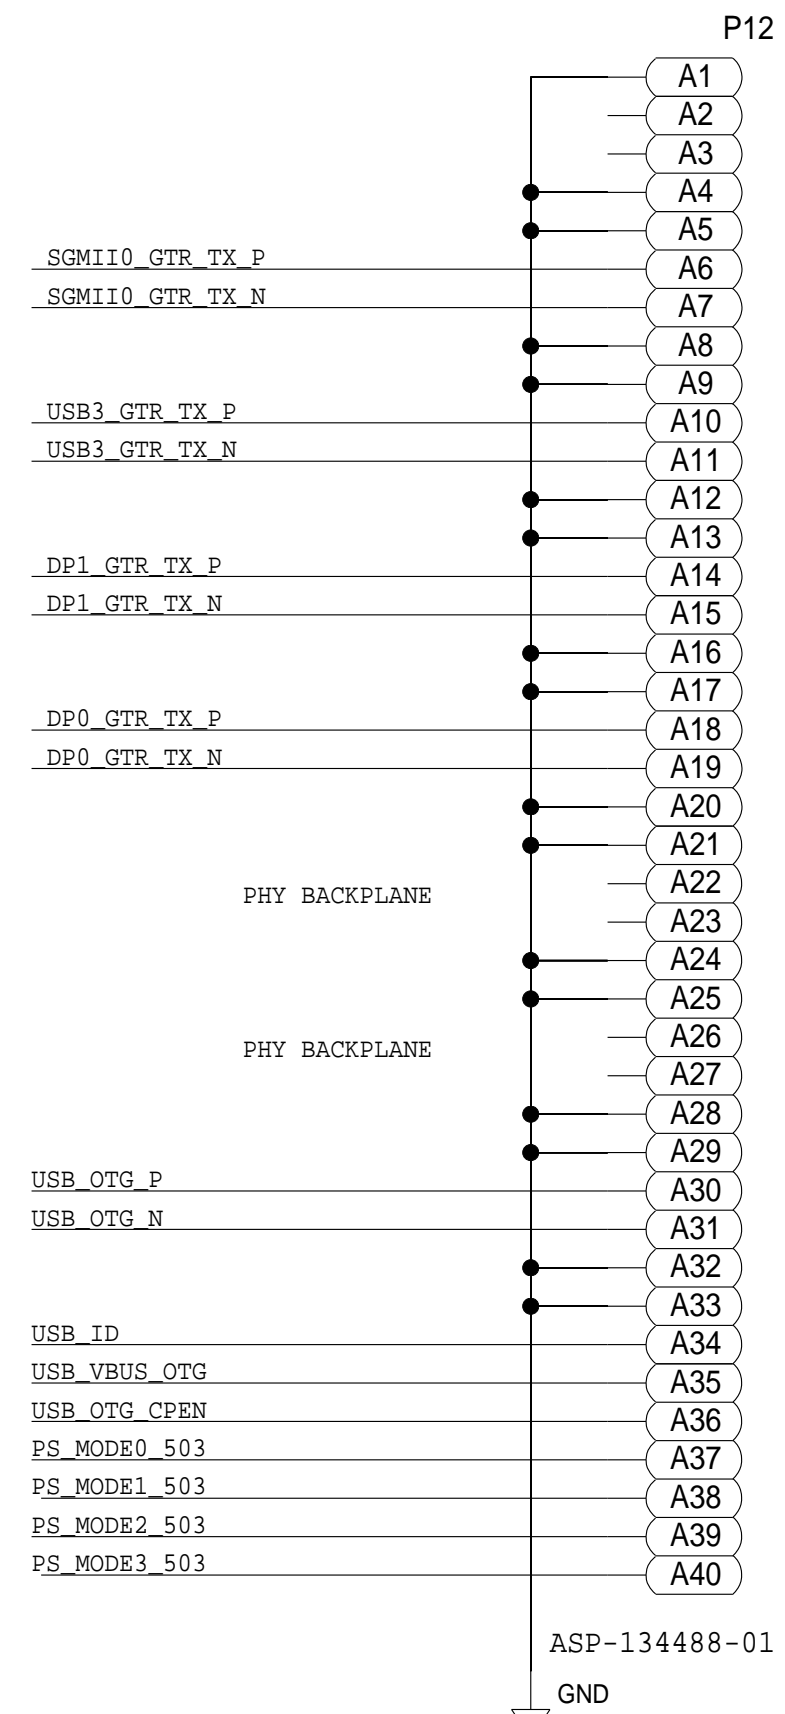 P12
A1
A2
A3
A4
A5
SGMII0_GTR_TX_P A6
SGMII0_GTR_TX_N A7
A8
A9
USB3_GTR_TX_P A10
USB3_GTR_TX_N A11
A12
A13
DP1_GTR_TX_P A14
DP1_GTR_TX_N A15
A16
A17
DP0_GTR_TX_P A18
DP0_GTR_TX_N A19
A20
A21
PHY BACKPLANE A22
A23
A24
A25
PHY BACKPLANE A26
A27
A28
A29
USB_OTG_P A30
USB_OTG_N A31
A32
A33
USB_ID A34
USB_VBUS_OTG A35
USB_OTG_CPEN A36
PS_MODE0_503 A37
PS_MODE1_503 A38
PS_MODE2_503 A39
PS_MODE3_503 A40
ASP-134488-01
GND